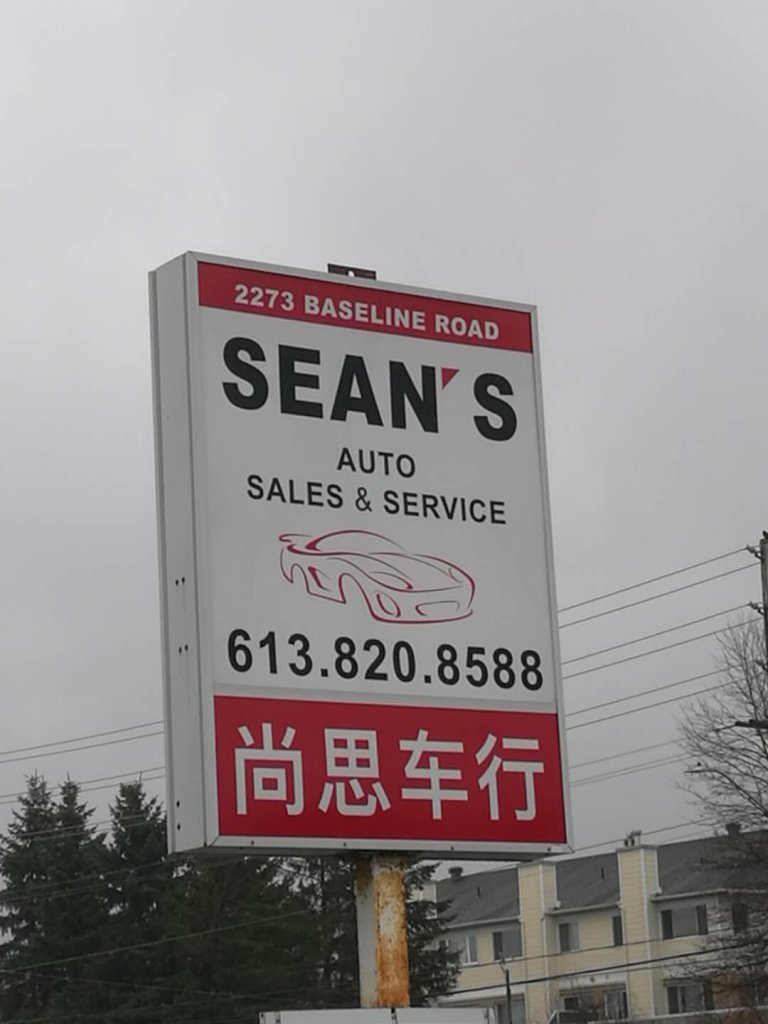 2273 BASELINE ROAD
SEAN'S
AUTO
SALES & SERVICE
613.820.8588
尚思车行